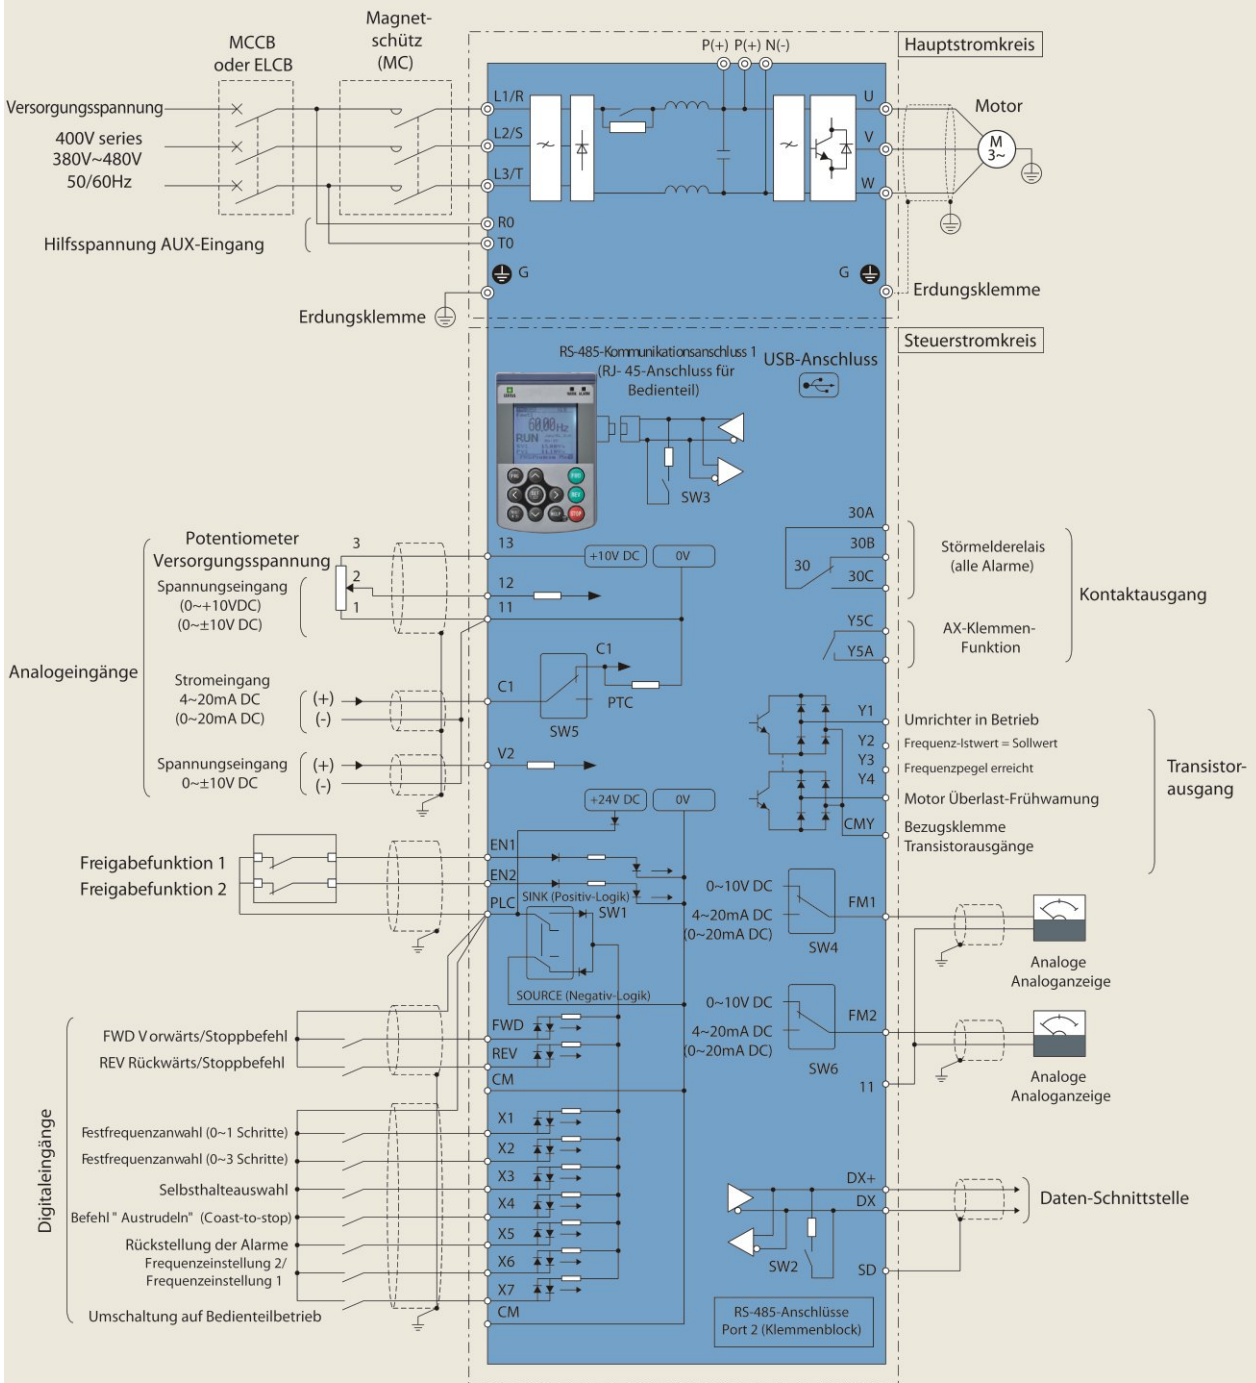 Magnet-
schütz
(MC)
MCCB
oder ELCB
P(+) P(+) N(-)
Hauptstromkreis
Versorgungsspannung
400V series
380V~480V
50/60Hz
L1/R
L2/S
L3/T
R0
T0
U
V
W
Motor
M
3~
Hilfsspannung AUX-Eingang
G
G
Erdungsklemme
Erdungsklemme
Steuerstromkreis
RS-485-Kommunikationsanschluss 1
(RJ- 45-Anschluss für
Bedienteil)
USB-Anschluss
60.00Hz
RUN
FWD
REV
STOP
SW3
Analogeingänge
Potentiometer
Versorgungsspannung
Spannungseingang
(0~+10VDC)
(0~±10V DC)
3
2
1
13
12
11
+10V DC
0V
Stromeingang
4~20mA DC
(0~20mA DC)
(+)
(-)
C1
C1
PTC
SW5
Spannungseingang
0~±10V DC
(+)
(-)
V2
30A
30B
30
30C
Störmelderelais
(alle Alarme)
Kontaktausgang
Y5C
Y5A
AX-Klemmen-
Funktion
Y1
Y2
Y3
Y4
CMY
Umrichter in Betrieb
Frequenz-Istwert = Sollwert
Frequenzpegel erreicht
Motor Überlast-Frühwarnung
Bezugsklemme
Transistorausgänge
Transistor-
ausgang
+24V DC
0V
Freigabefunktion 1
Freigabefunktion 2
EN1
EN2
PLC
SINK (Positiv-Logik)
SW1
SOURCE (Negativ-Logik)
0~10V DC
4~20mA DC
(0~20mA DC)
SW4
FM1
Analoge
Analoganzeige
0~10V DC
4~20mA DC
(0~20mA DC)
SW6
FM2
11
Analoge
Analoganzeige
Digitaleingänge
FWD Vorwärts/Stoppbefehl
REV Rückwärts/Stoppbefehl
FWD
REV
CM
Festfrequenzanwahl (0~1 Schritte)
Festfrequenzanwahl (0~3 Schritte)
Selbsthalteauswahl
Befehl " Austrudeln" (Coast-to-stop)
Rückstellung der Alarme
Frequenzeinstellung 2/
Frequenzeinstellung 1
Umschaltung auf Bedienteilbetrieb
X1
X2
X3
X4
X5
X6
X7
CM
DX+
DX
SD
SW2
Daten-Schnittstelle
RS-485-Anschlüsse
Port 2 (Klemmenblock)